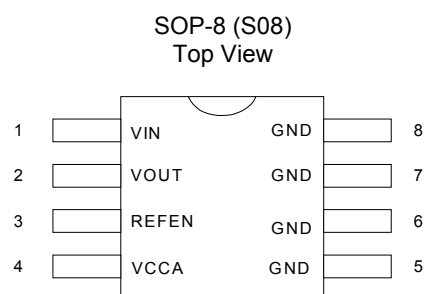 SOP-8 (S08)
Top View
1 VIN GND 8
2 VOUT GND 7
3 REFEN GND 6
4 VCCA GND 5